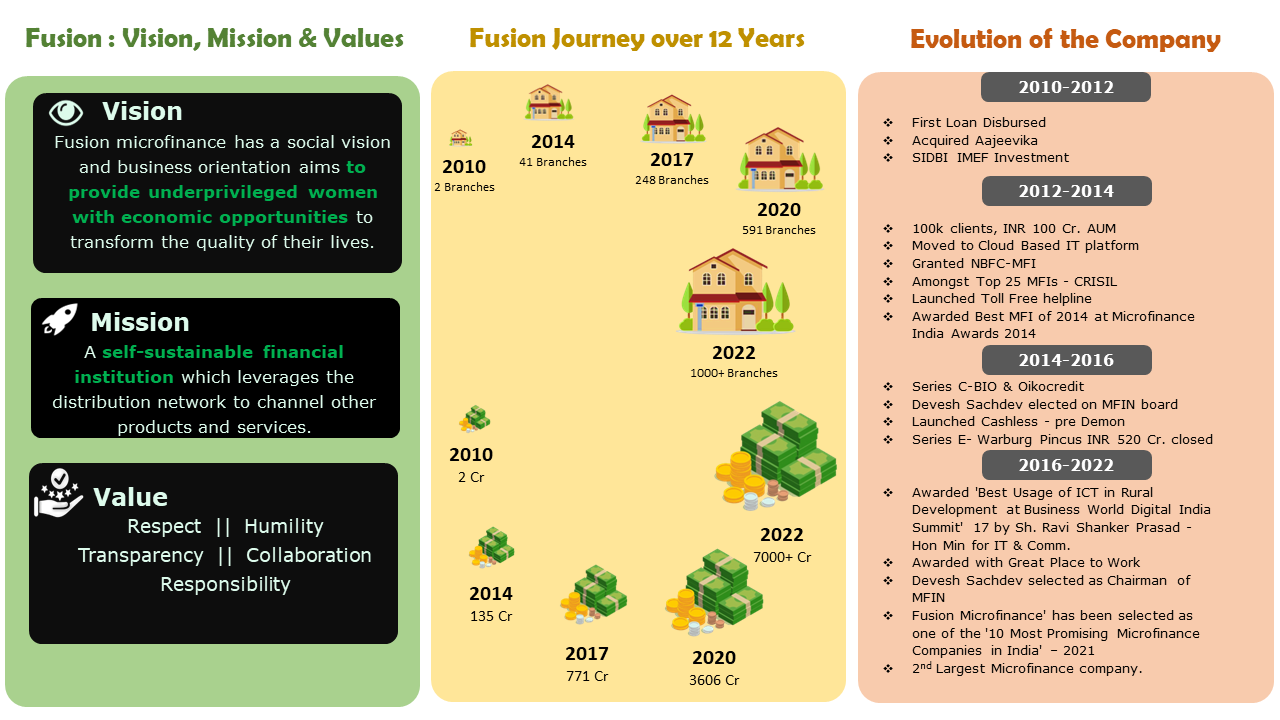 Fusion : Vision, Mission & Values
Vision
Fusion microfinance has a social vision
and business orientation aims to
provide underprivileged women
with economic opportunities to
transform the quality of their lives.
Mission
A self-sustainable financial
institution which leverages the
distribution network to channel other
products and services.
Value
Respect || Humility
Transparency || Collaboration
Responsibility
Fusion Journey over 12 Years
2010
2 Branches
2014
41 Branches
2017
248 Branches
2020
591 Branches
2022
1000+ Branches
2010
2 Cr
2014
135 Cr
2017
771 Cr
2020
3606 Cr
2022
7000+ Cr
Evolution of the Company
2010-2012
❖ First Loan Disbursed
❖ Acquired Aajeevika
❖ SIDBI IMEF Investment
2012-2014
❖ 100k clients, INR 100 Cr. AUM
❖ Moved to Cloud Based IT platform
❖ Granted NBFC-MFI
❖ Amongst Top 25 MFIs - CRISIL
❖ Launched Toll Free helpline
❖ Awarded Best MFI of 2014 at Microfinance
India Awards 2014
2014-2016
❖ Series C-BIO & Oikocredit
❖ Devesh Sachdev elected on MFIN board
❖ Launched Cashless - pre Demon
❖ Series E- Warburg Pincus INR 520 Cr. closed
2016-2022
❖ Awarded 'Best Usage of ICT in Rural
Development at Business World Digital India
Summit' 17 by Sh. Ravi Shanker Prasad -
Hon Min for IT & Comm.
❖ Awarded with Great Place to Work
❖ Devesh Sachdev selected as Chairman of
MFIN
❖ Fusion Microfinance' has been selected as
one of the '10 Most Promising Microfinance
Companies in India' – 2021
❖ 2nd Largest Microfinance company.